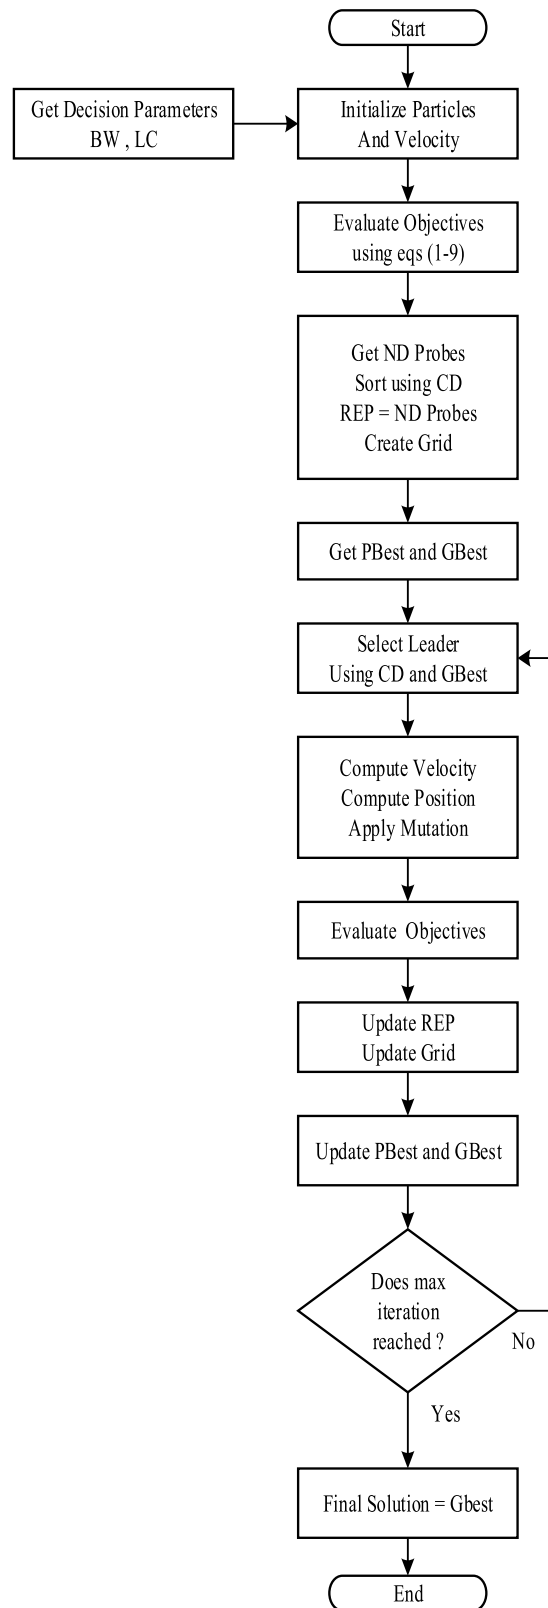 Start
Get Decision Parameters
BW , LC
Initialize Particles
And Velocity
Evaluate Objectives
using eqs (1-9)
Get ND Probes
Sort using CD
REP = ND Probes
Create Grid
Get PBest and GBest
Select Leader
Using CD and GBest
Compute Velocity
Compute Position
Apply Mutation
Evaluate  Objectives
Update REP
Update Grid
Update PBest and GBest
Does max
iteration
reached ?
No
Yes
Final Solution = Gbest
End